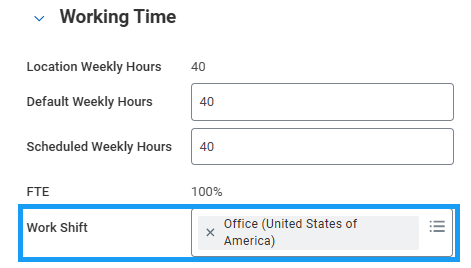 Working Time
Location Weekly Hours 40
Default Weekly Hours 40
Scheduled Weekly Hours 40
FTE 100%
Work Shift × Office (United States of
America)